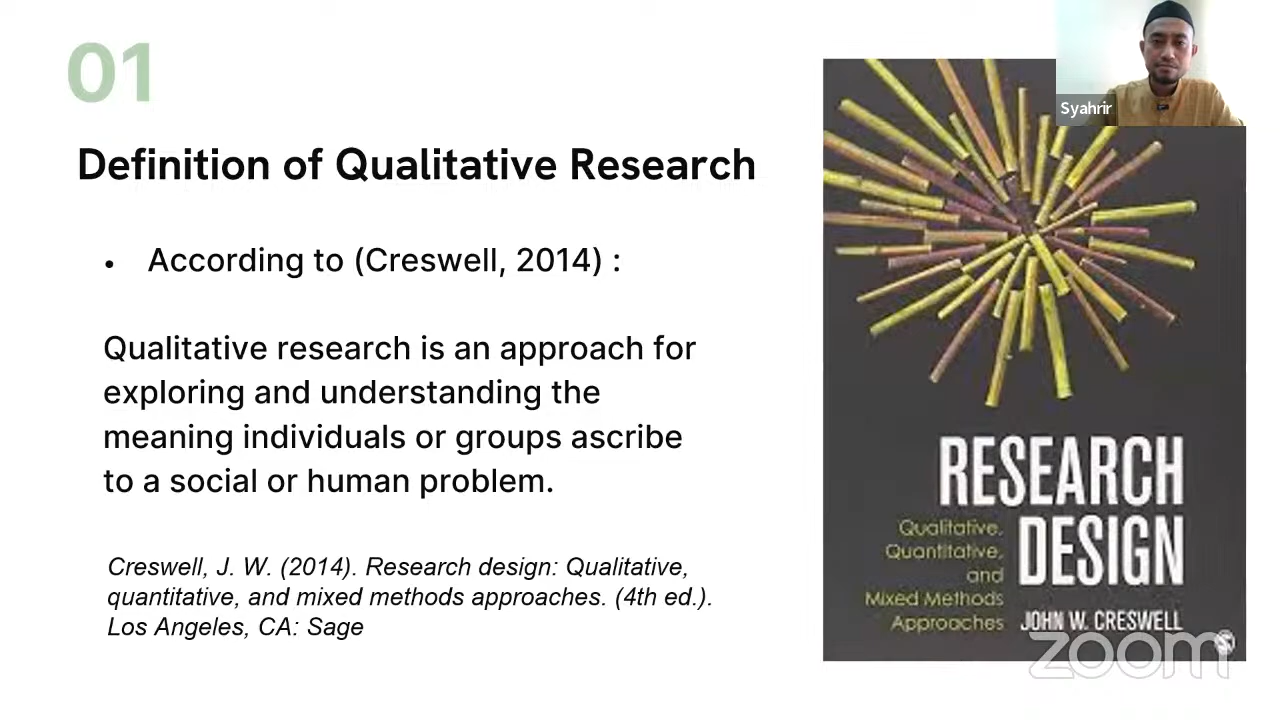 01
Syahrir
Definition of Qualitative Research
• According to (Creswell, 2014) :
Qualitative research is an approach for
exploring and understanding the
meaning individuals or groups ascribe
to a social or human problem.
Creswell, J. W. (2014). Research design: Qualitative,
quantitative, and mixed methods approaches. (4th ed.).
Los Angeles, CA: Sage
RESEARCH
DESIGN
Qualitative,
Quantitative,
and
Mixed Methods
Approaches
JOHN W. CRESWELL
zoom